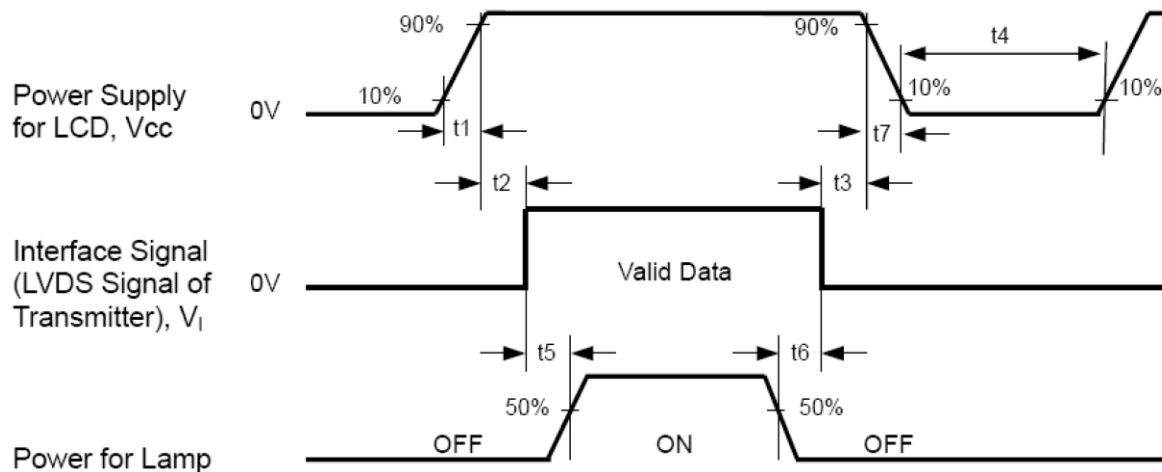 90%
90%
t4
Power Supply
for LCD, Vcc
0V
10%
10%
10%
t1
t7
t2
t3
Interface Signal
(LVDS Signal of
Transmitter), VI
0V
Valid Data
t5
t6
50%
50%
Power for Lamp
OFF
ON
OFF